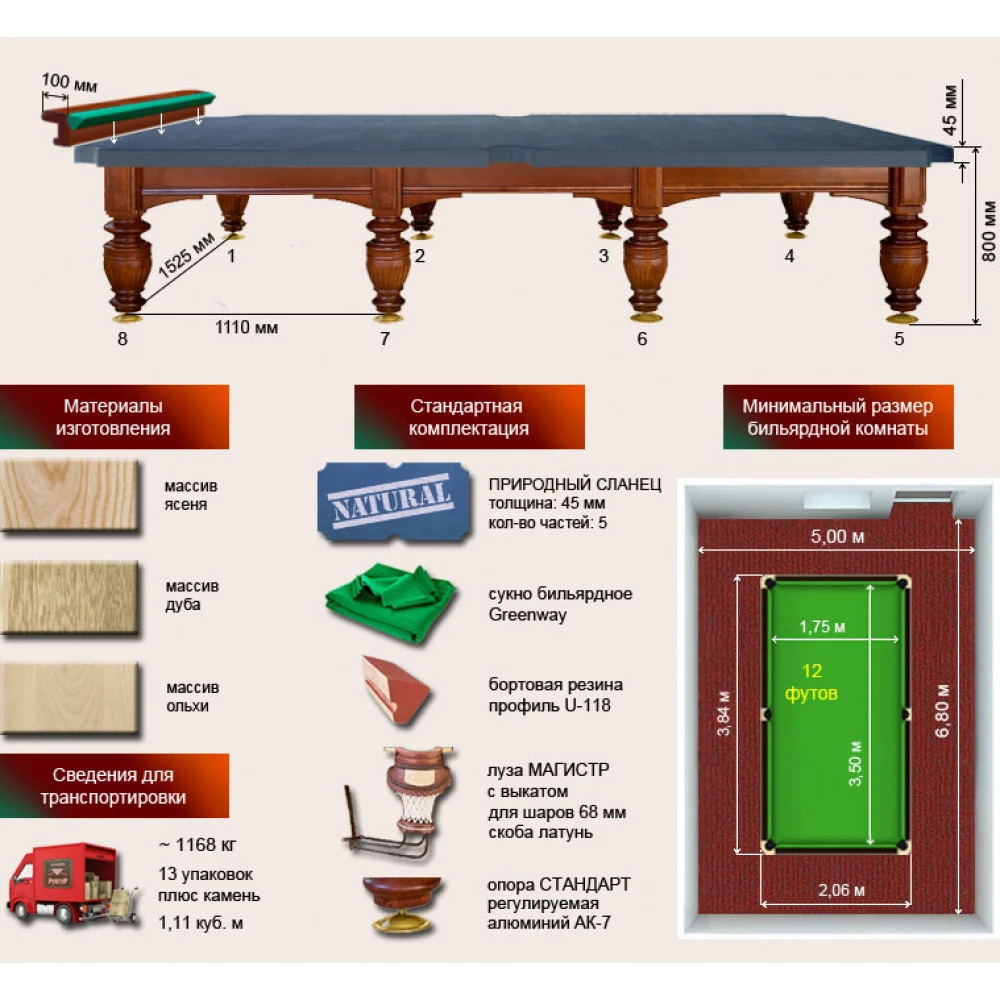 100 мм
45 мм
800 мм
1525 мм
1110 мм
1
2
3
4
8
7
6
5
Материалы
изготовления
массив
ясеня
массив
дуба
массив
ольхи
Сведения для
транспортировки
~ 1168 кг
13 упаковок
плюс камень
1,11 куб. м
Стандартная
комплектация
NATURAL
ПРИРОДНЫЙ СЛАНЕЦ
толщина: 45 мм
кол-во частей: 5
сукно бильярдное
Greenway
бортовая резина
профиль U-118
луза МАГИСТР
с выкатом
для шаров 68 мм
скоба латунь
опора СТАНДАРТ
регулируемая
алюминий АК-7
Минимальный размер
бильярдной комнаты
5,00 м
1,75 м
12
футов
3,84 м
3,50 м
6,80 м
2,06 м